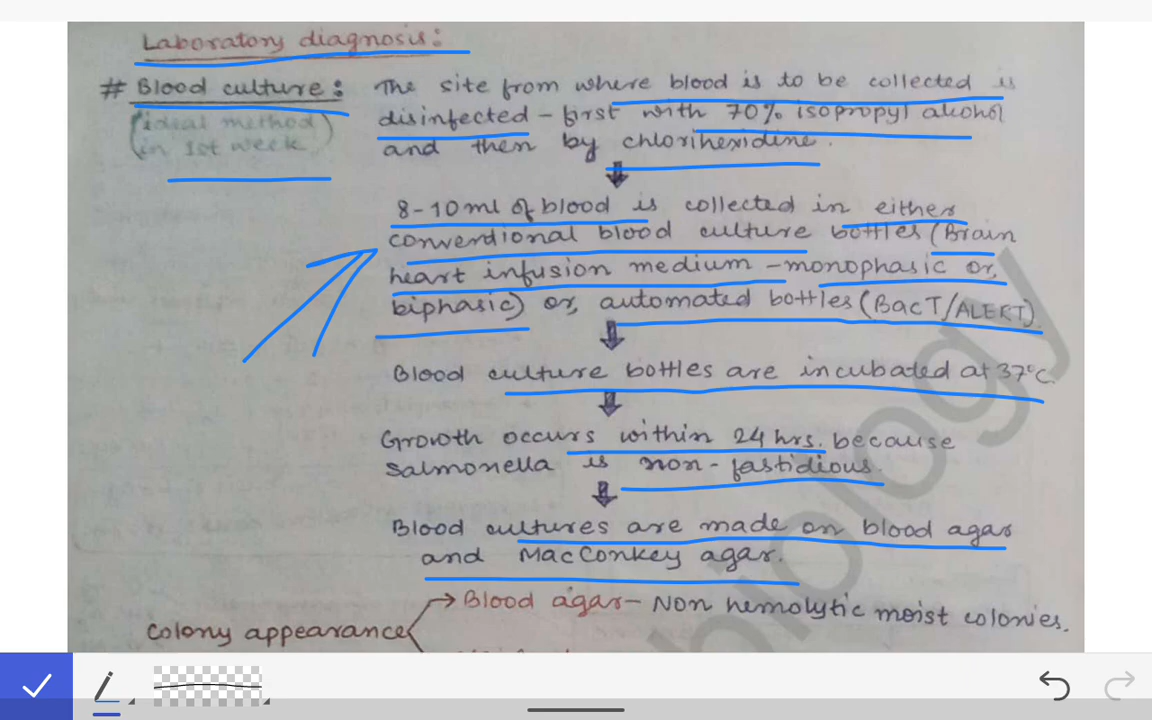 Laboratory diagnosis:
# Blood culture: The site from where blood is to be collected is
(ideal method disinfected - first with 70% isopropyl alcohol
in 1st week) and then by chlorihexidine.
8-10 ml of blood is collected in either
conventional blood culture bottles (Brain
heart infusion medium - monophasic or,
biphasic) or, automated bottles (BacT/ALERT)
Blood culture bottles are incubated at 37°C.
Growth occurs within 24 hrs. because
Salmonella is non-fastidious.
Blood cultures are made on blood agar
and MacConkey agar.
Blood agar - Non hemolytic moist colonies.
Colony appearance
biology